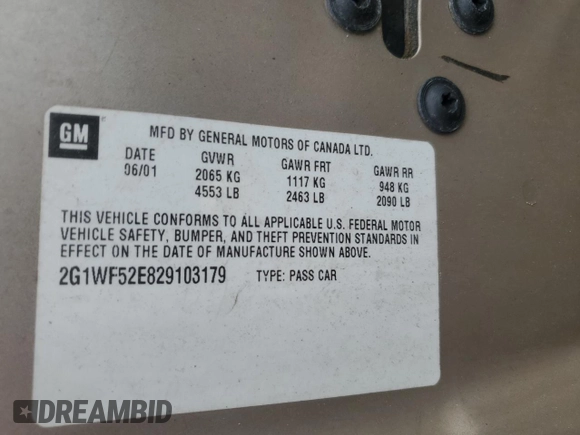 GM
MFD BY GENERAL MOTORS OF CANADA LTD.
DATE GVWR GAWR FRT GAWR RR
06/01 2065 KG 1117 KG 948 KG
4553 LB 2463 LB 2090 LB
THIS VEHICLE CONFORMS TO ALL APPLICABLE U.S. FEDERAL MOTOR
VEHICLE SAFETY, BUMPER, AND THEFT PREVENTION STANDARDS IN
EFFECT ON THE DATE OF MANUFACTURE SHOWN ABOVE.
2G1WF52E829103179 TYPE: PASS CAR
DREAMBID